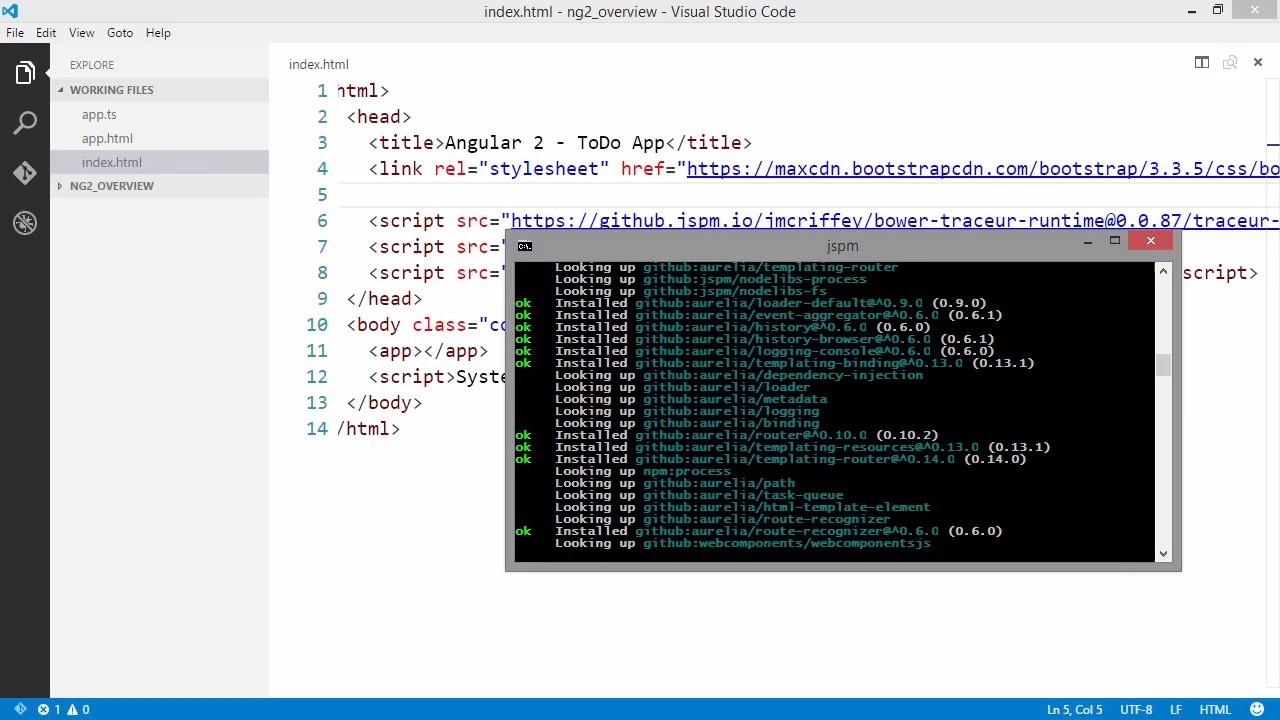 index.html - ng2_overview - Visual Studio Code
File Edit View Goto Help
EXPLORE
WORKING FILES
app.ts
app.html
index.html
NG2_OVERVIEW
index.html
1 html>
2 <head>
3 <title>Angular 2 - ToDo App</title>
4 <link rel="stylesheet" href="https://maxcdn.bootstrapcdn.com/bootstrap/3.3.5/css/bo
5
6 <script src="https://github.jspm.io/jmcriffey/bower-traceur-runtime@0.0.87/traceur-
7 <script src="
8 <script src=" script>
9 </head>
10 <body class="co
11 <app></app>
12 <script>Syste
13 </body>
14 /html>
jspm
Looking up github:aurelia/templating-router
Looking up github:jspm/nodelibs-process
Looking up github:jspm/nodelibs-fs
ok Installed github:aurelia/loader-default@^0.9.0 (0.9.0)
ok Installed github:aurelia/event-aggregator@^0.6.0 (0.6.1)
ok Installed github:aurelia/history@^0.6.0 (0.6.0)
ok Installed github:aurelia/history-browser@^0.6.0 (0.6.1)
ok Installed github:aurelia/logging-console@^0.6.0 (0.6.0)
ok Installed github:aurelia/templating-binding@^0.13.0 (0.13.1)
Looking up github:aurelia/dependency-injection
Looking up github:aurelia/loader
Looking up github:aurelia/metadata
Looking up github:aurelia/logging
Looking up github:aurelia/binding
ok Installed github:aurelia/router@^0.10.0 (0.10.2)
ok Installed github:aurelia/templating-resources@^0.13.0 (0.13.1)
ok Installed github:aurelia/templating-router@^0.14.0 (0.14.0)
Looking up npm:process
Looking up github:aurelia/path
Looking up github:aurelia/task-queue
Looking up github:aurelia/html-template-element
Looking up github:aurelia/route-recognizer
ok Installed github:aurelia/route-recognizer@^0.6.0 (0.6.0)
Looking up github:webcomponents/webcomponentsjs
1 0 Ln 5, Col 5 UTF-8 LF HTML